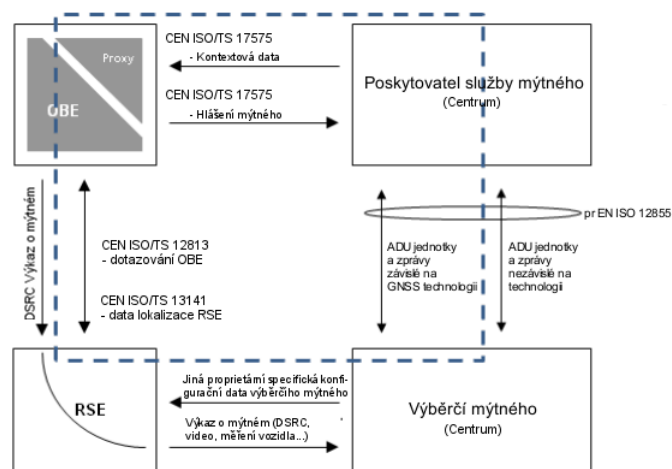 CEN ISO/TS 17575
- Kontextová data
Proxy
OBE
CEN ISO/TS 17575
- Hlášení mýtného
Poskytovatel služby mýtného
(Centrum)
DSRC Výkaz o mýtném
CEN ISO/TS 12813
- dotazování OBE
CEN ISO/TS 13141
- data lokalizace RSE
ADU jednotky
a zprávy
závislé na
GNSS technologii
ADU jednotky
a zprávy
nezávislé na
technologii
pr EN ISO 12855
RSE
Jiná proprietání specifická konfi-
gurační data výběrčího mýtného
Výkaz o mýtném (DSRC,
video, měření vozidla...)
Výběrčí mýtného
(Centrum)